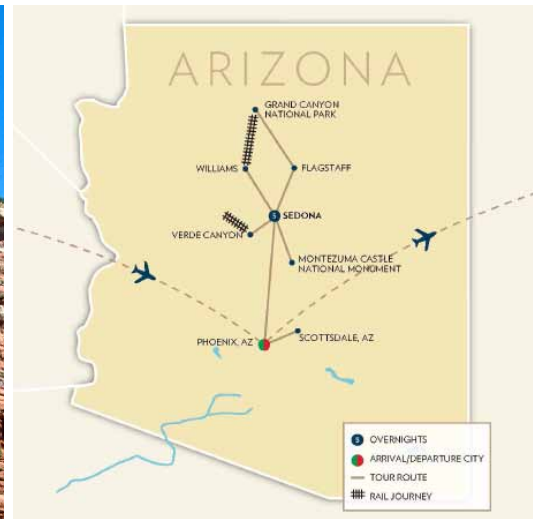 ARIZONA
GRAND CANYON
NATIONAL PARK
WILLIAMS
FLAGSTAFF
5 SEDONA
VERDE CANYON
MONTEZUMA CASTLE
NATIONAL MONUMENT
PHOENIX, AZ
SCOTTSDALE, AZ
5 OVERNIGHTS
ARRIVAL/DEPARTURE CITY
TOUR ROUTE
RAIL JOURNEY